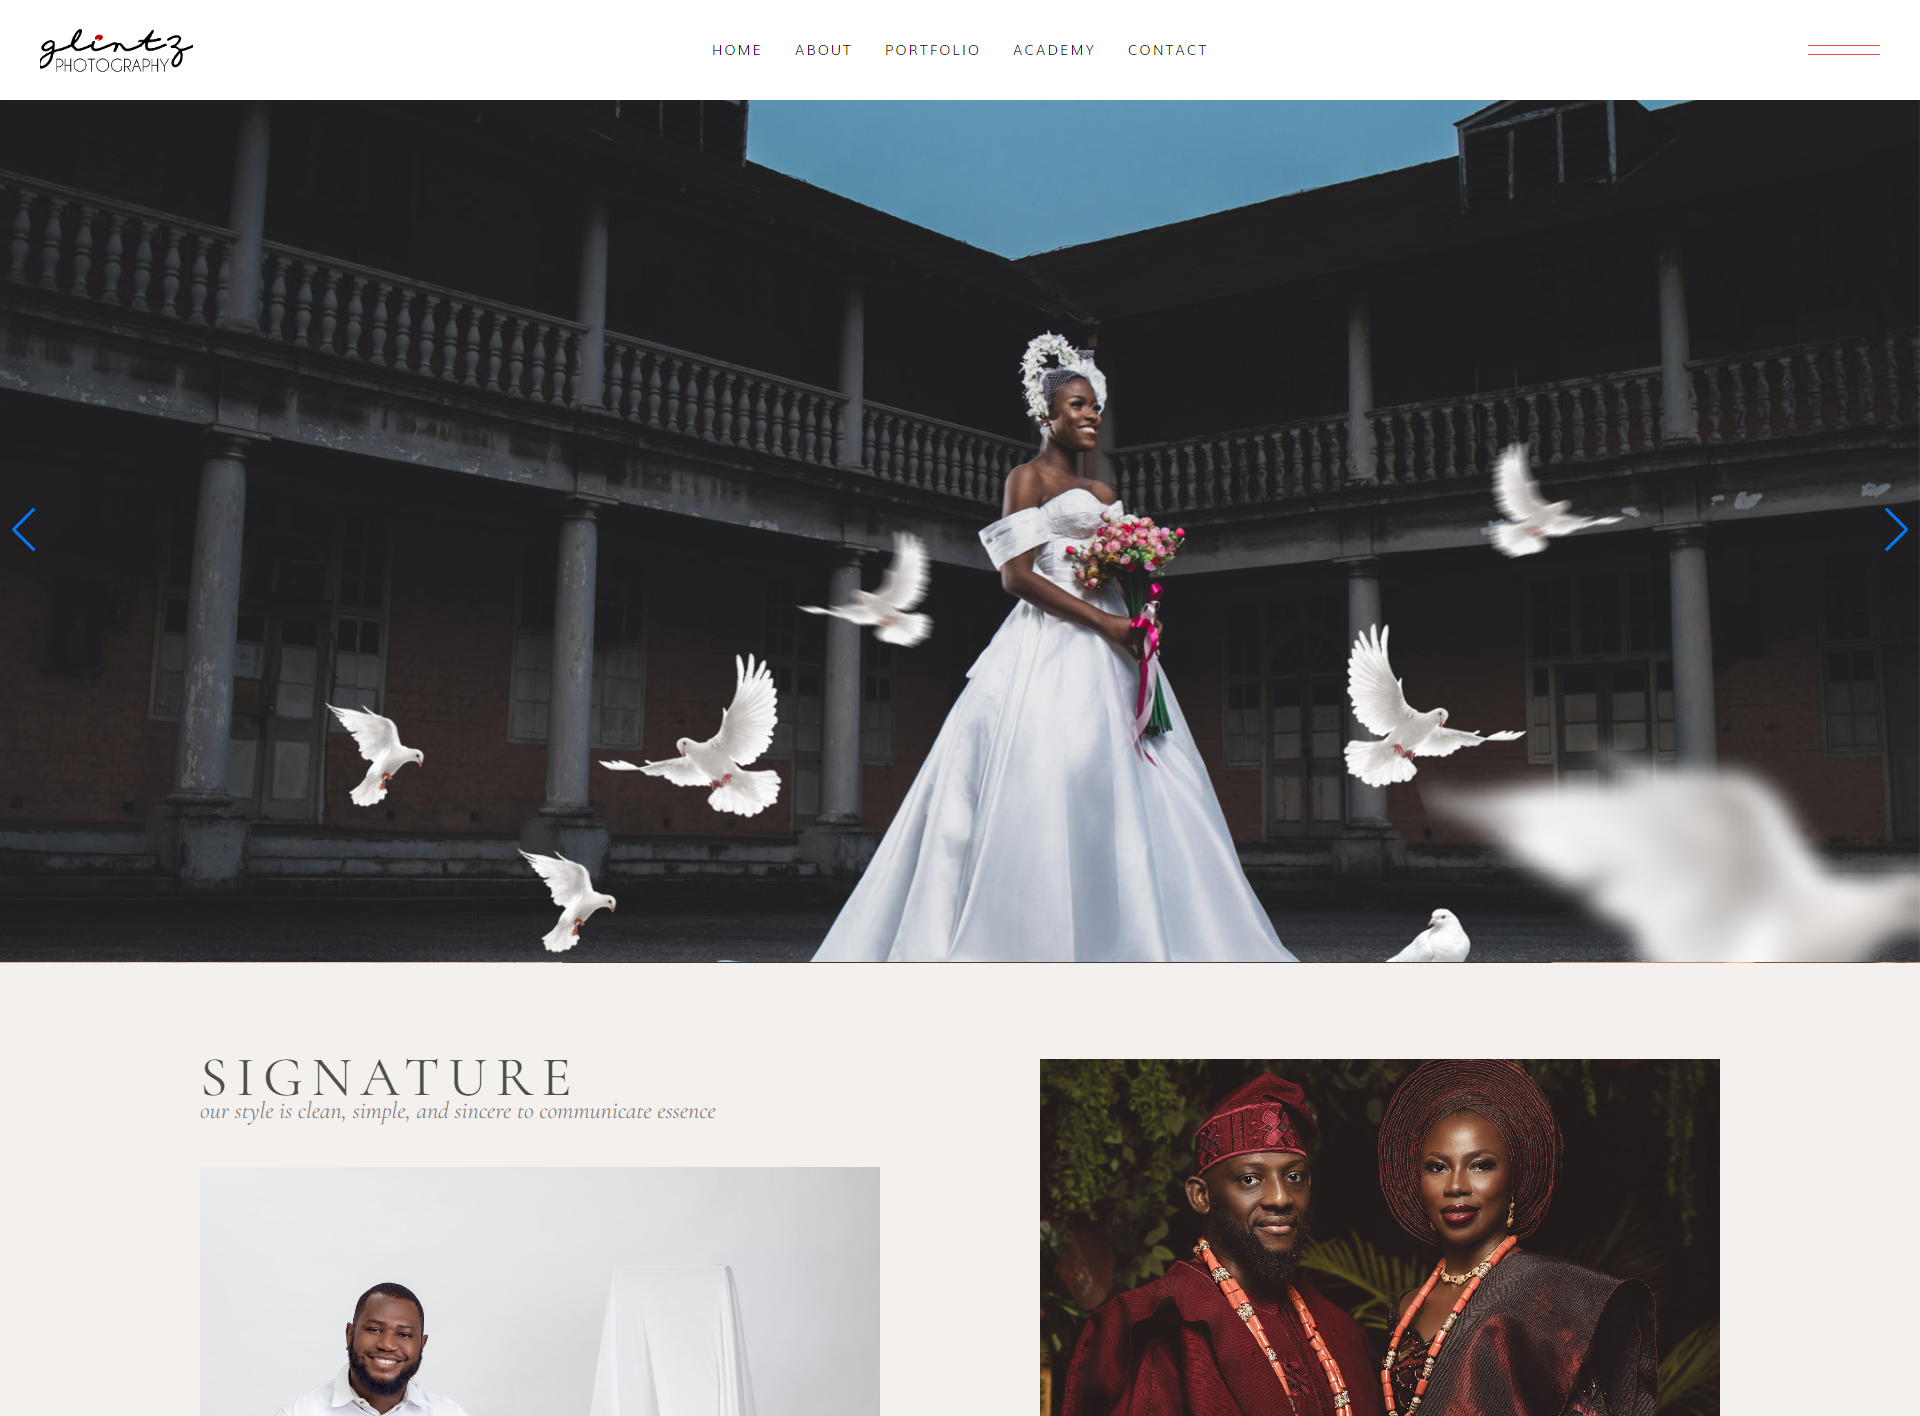 glintz
PHOTOGRAPHY
HOME ABOUT PORTFOLIO ACADEMY CONTACT
SIGNATURE
our style is clean, simple, and sincere to communicate essence